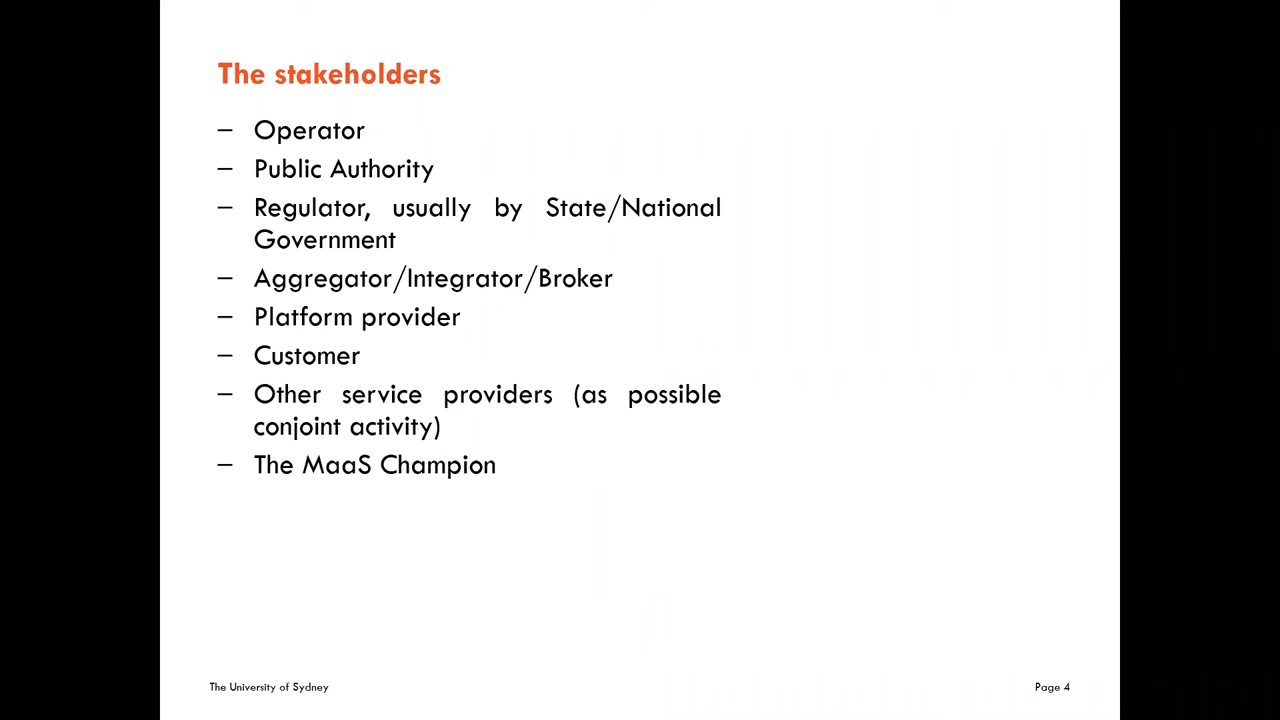 The stakeholders
– Operator
– Public Authority
– Regulator, usually by State/National
Government
– Aggregator/Integrator/Broker
– Platform provider
– Customer
– Other service providers (as possible
conjoint activity)
– The MaaS Champion
The University of Sydney
Page 4